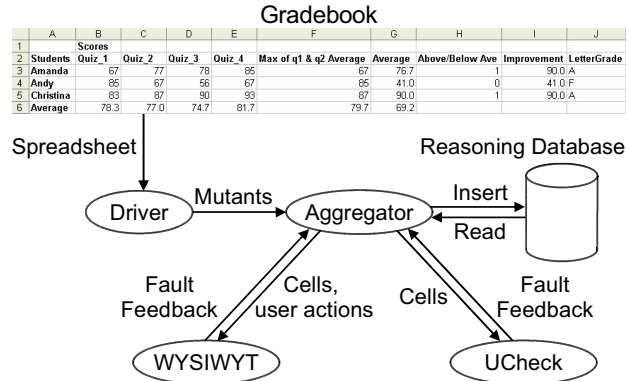 Gradebook
A B C D E F G H I J
1 Scores
2 Students Quiz_1 Quiz_2 Quiz_3 Quiz_4 Max of q1 & q2 Average Average Above/Below Ave Improvement LetterGrade
3 Amanda 67 77 78 85 67 76.7 1 90.0 A
4 Andy 85 67 56 67 85 41.0 0 41.0 F
5 Christina 83 87 90 93 87 90.0 1 90.0 A
6 Average 78.3 77.0 74.7 81.7 79.7 69.2
Spreadsheet
Reasoning Database
Driver
Mutants
Aggregator
Insert
Read
Fault
Feedback
Cells,
user actions
Cells
Fault
Feedback
WYSIWYT
UCheck